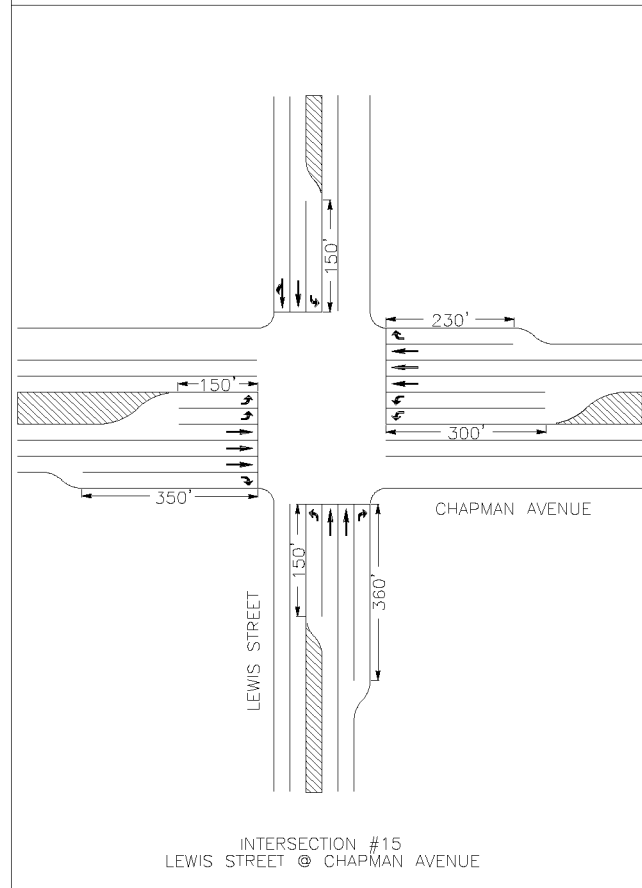 150'
230'
150'
300'
350'
CHAPMAN AVENUE
150'
360'
LEWIS STREET
INTERSECTION #15
LEWIS STREET @ CHAPMAN AVENUE